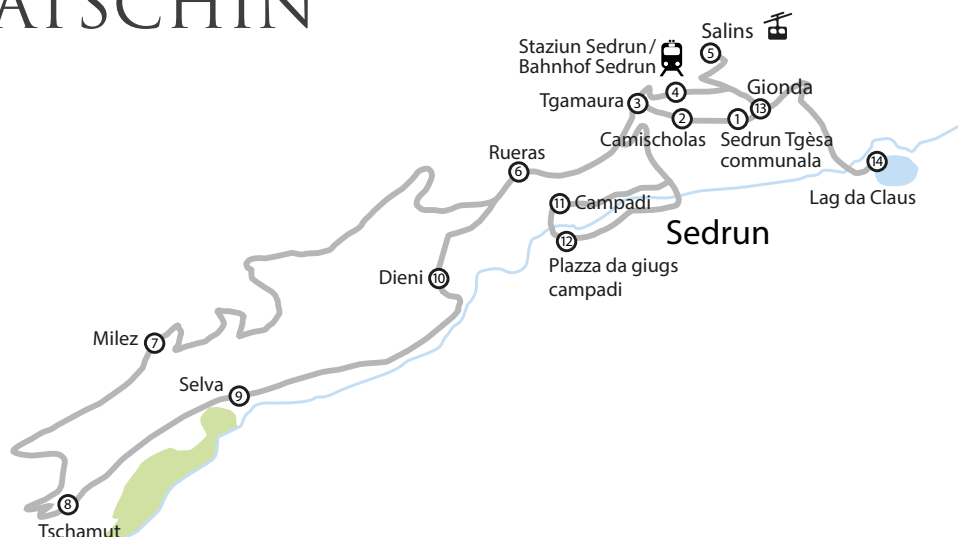 ATSCHIN
Salins
5
Staziun Sedrun/
Bahnhof Sedrun
4
Gionda
13
Tgamaura 3
2
1
Camischolas
Sedrun Tgèsa
communala
14
Lag da Claus
Rueras
6
11 Campadi
Sedrun
12
Plazza da giugs
campadi
Dieni 10
Milez 7
Selva
9
8
Tschamut